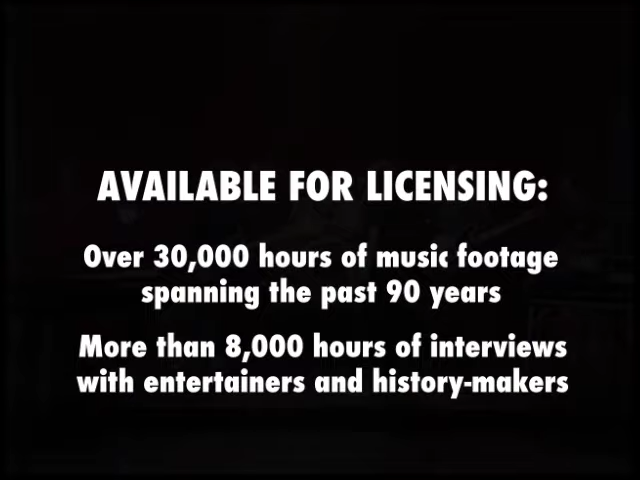 AVAILABLE FOR LICENSING:
Over 30,000 hours of music footage
spanning the past 90 years
More than 8,000 hours of interviews
with entertainers and history-makers